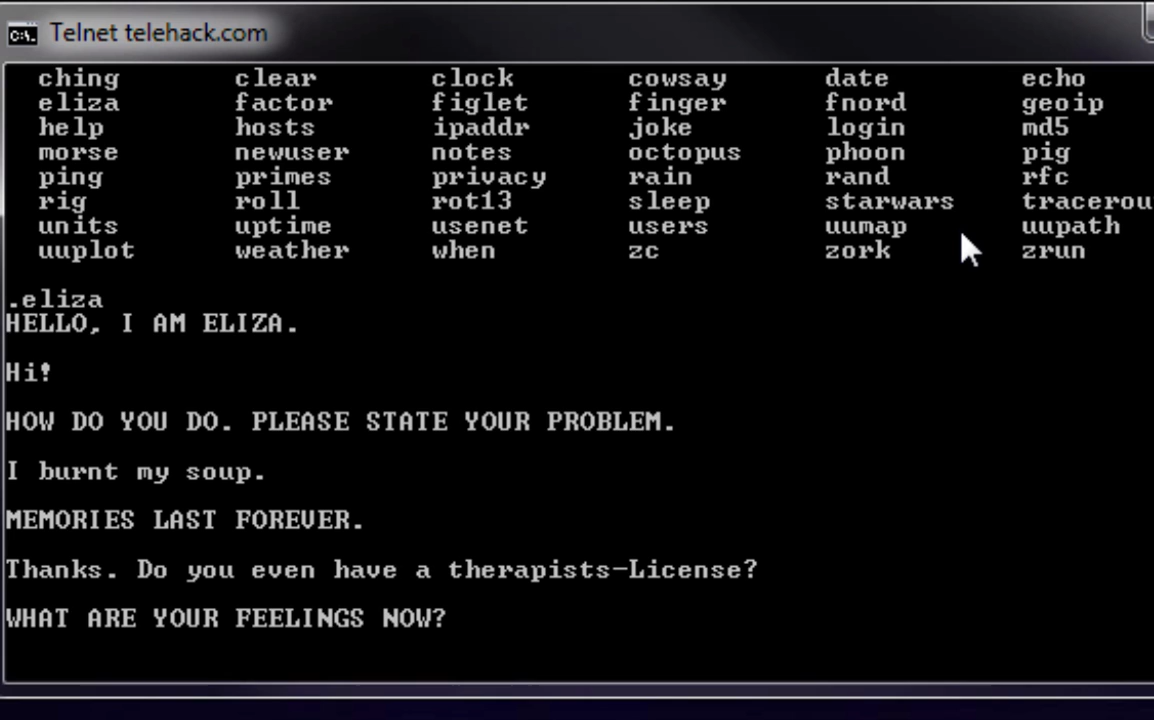 Telnet telehack.com
ching clear clock cowsay date echo
eliza factor figlet finger fnord geoip
help hosts ipaddr joke login md5
morse newuser notes octopus phoon pig
ping primes privacy rain rand rfc
rig roll rot13 sleep starwars tracerou
units uptime usenet users uumap uupath
uuplot weather when zc zork zrun
.eliza
HELLO, I AM ELIZA.
Hi!
HOW DO YOU DO. PLEASE STATE YOUR PROBLEM.
I burnt my soup.
MEMORIES LAST FOREVER.
Thanks. Do you even have a therapists-License?
WHAT ARE YOUR FEELINGS NOW?